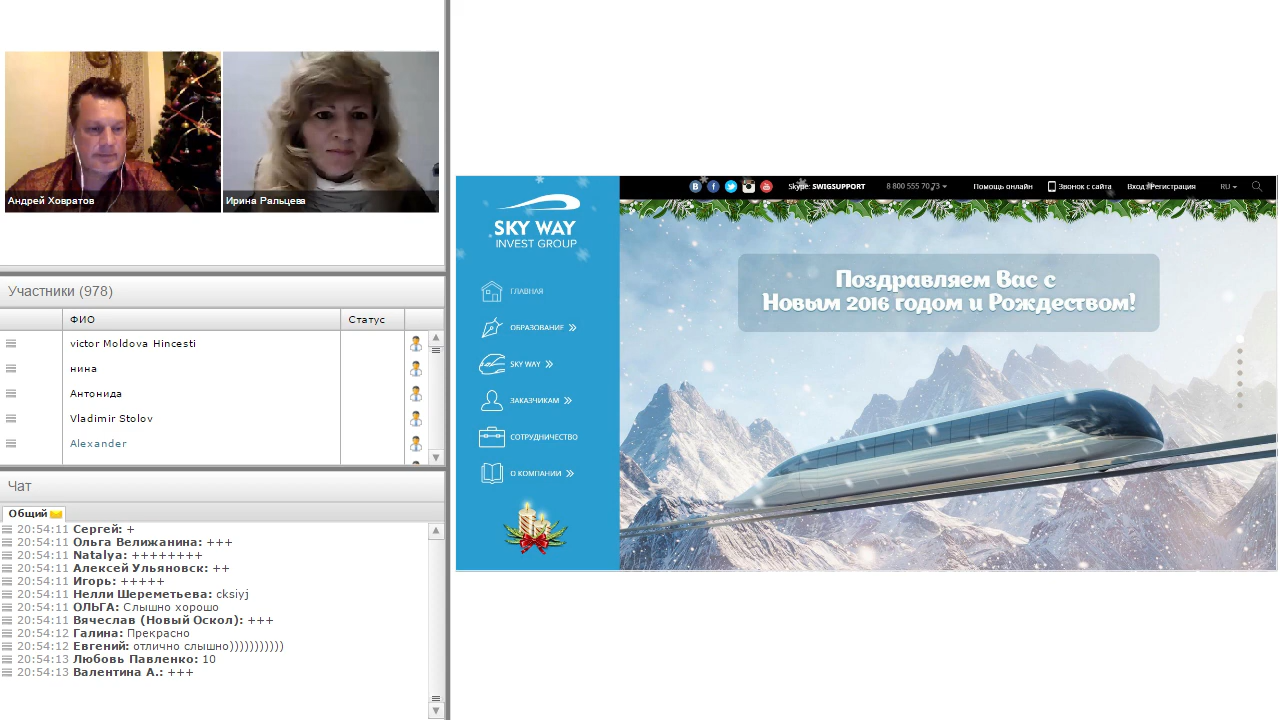 Андрей Ховратов
Ирина Ральцева
Участники (978)
ФИО
Статус
victor Moldova Hincesti
нина
Антонида
Vladimir Stolov
Alexander
Чат
Общий
20:54:11 Сергей: +
20:54:11 Ольга Велижанина: +++
20:54:11 Natalya: ++++++++
20:54:11 Алексей Ульяновск: ++
20:54:11 Игорь: +++++
20:54:11 Нелли Шереметьева: cksiyj
20:54:11 ОЛЬГА: Слышно хорошо
20:54:11 Вячеслав (Новый Оскол): +++
20:54:12 Галина: Прекрасно
20:54:12 Евгений: отлично слышно)))))))))))
20:54:13 Любовь Павленко: 10
20:54:13 Валентина А.: +++
Skype: SWIGSUPPORT
8 800 555 70 73
Помощь онлайн
Звонок с сайта
Вход Регистрация
RU
SKY WAY
INVEST GROUP
ГЛАВНАЯ
ОБРАЗОВАНИЕ
SKY WAY
ЗАКАЗЧИКАМ
СОТРУДНИЧЕСТВО
О КОМПАНИИ
Поздравляем Вас с
Новым 2016 годом и Рождеством!